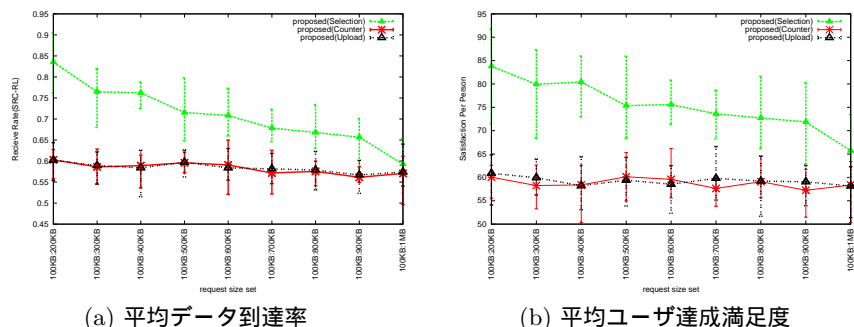 proposed(Selection)
proposed(Counter)
proposed(Upload)
Recieve Rate(SRC-RL)
0.95
0.9
0.85
0.8
0.75
0.7
0.65
0.6
0.55
0.5
0.45
100KB:200KB
100KB:300KB
100KB:400KB
100KB:500KB
100KB:600KB
100KB:700KB
100KB:800KB
100KB:900KB
100KB:1MB
request size set
(a) 平均データ到達率
proposed(Selection)
proposed(Counter)
proposed(Upload)
Satisfaction Per Person
95
90
85
80
75
70
65
60
55
50
100KB:200KB
100KB:300KB
100KB:400KB
100KB:500KB
100KB:600KB
100KB:700KB
100KB:800KB
100KB:900KB
100KB:1MB
request size set
(b) 平均ユーザ達成満足度